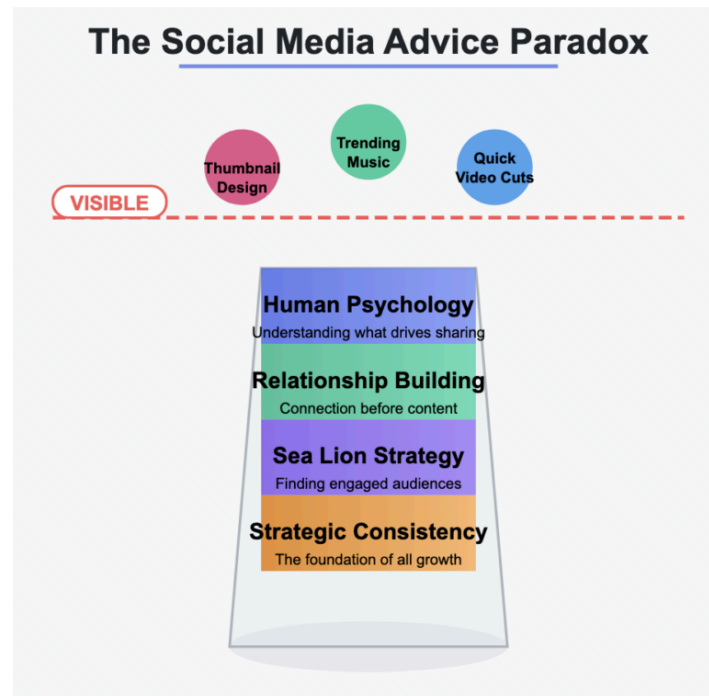 The Social Media Advice Paradox
Trending
Music
Thumbnail
Design
Quick
Video Cuts
VISIBLE
Human Psychology
Understanding what drives sharing
Relationship Building
Connection before content
Sea Lion Strategy
Finding engaged audiences
Strategic Consistency
The foundation of all growth